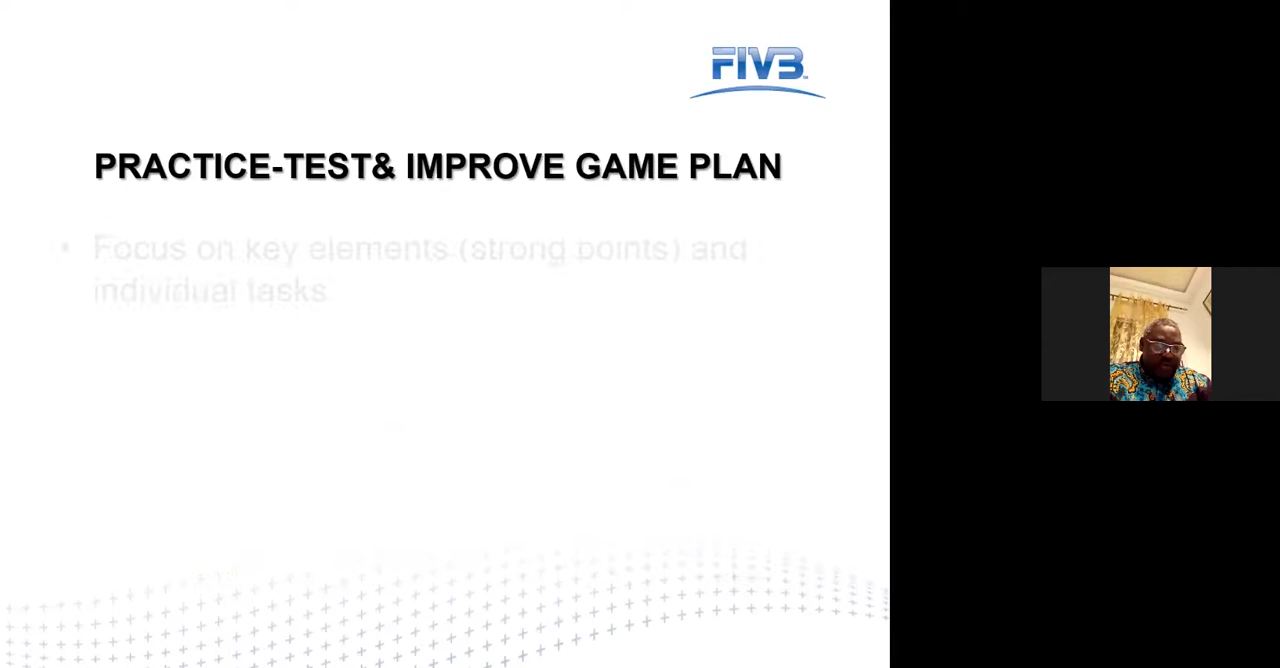 FIVB
PRACTICE-TEST& IMPROVE GAME PLAN
• Focus on key elements (strong points) and
individual tasks